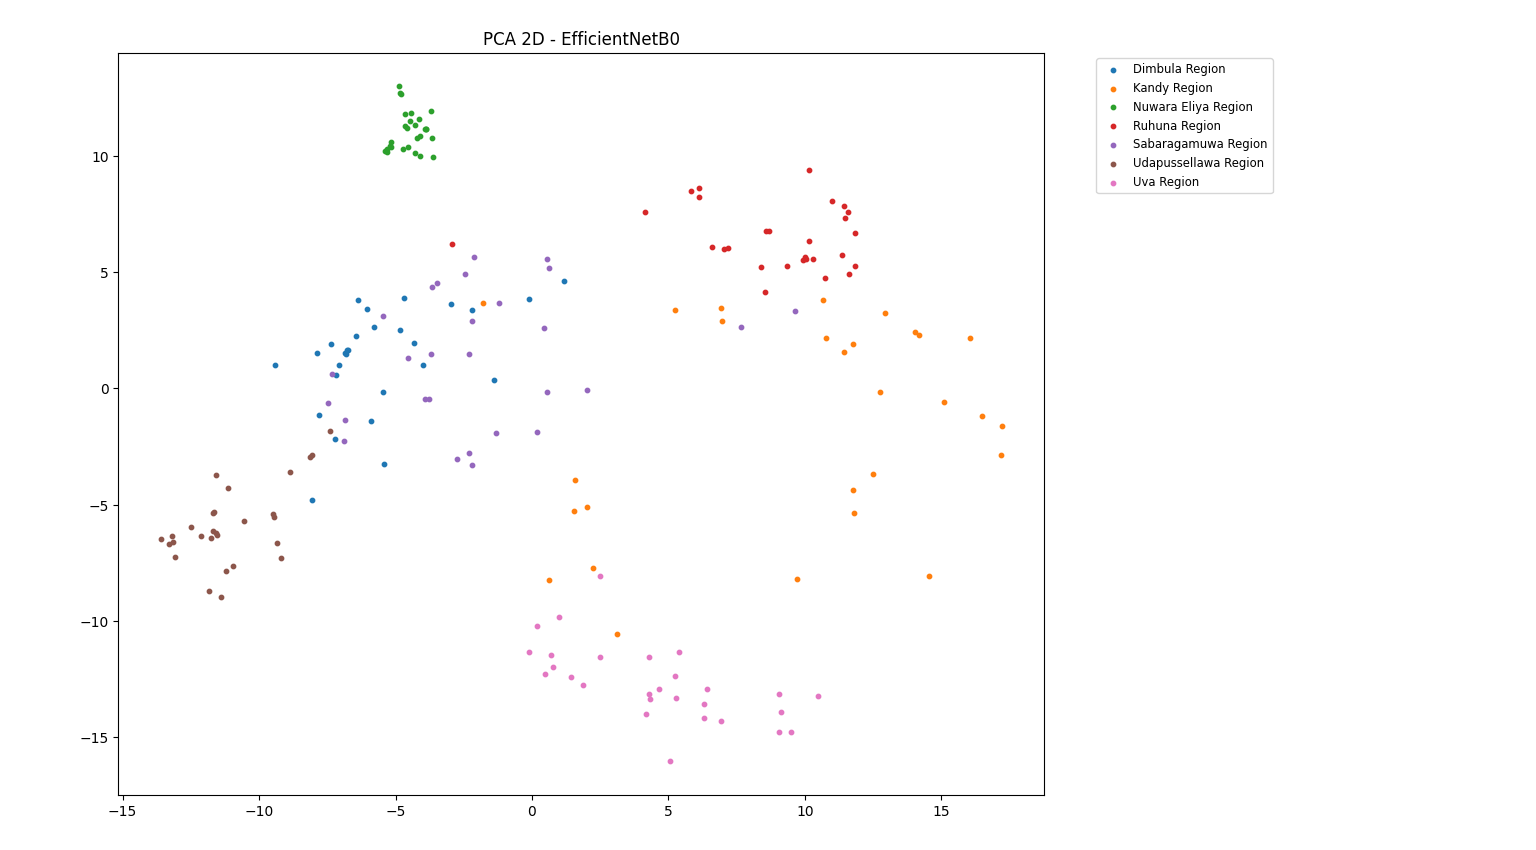 PCA 2D - EfficientNetB0
Dimbula Region
Kandy Region
Nuwara Eliya Region
Ruhuna Region
Sabaragamuwa Region
Udapussellawa Region
Uva Region
10
5
0
−5
−10
−15
−15 −10 −5 0 5 10 15